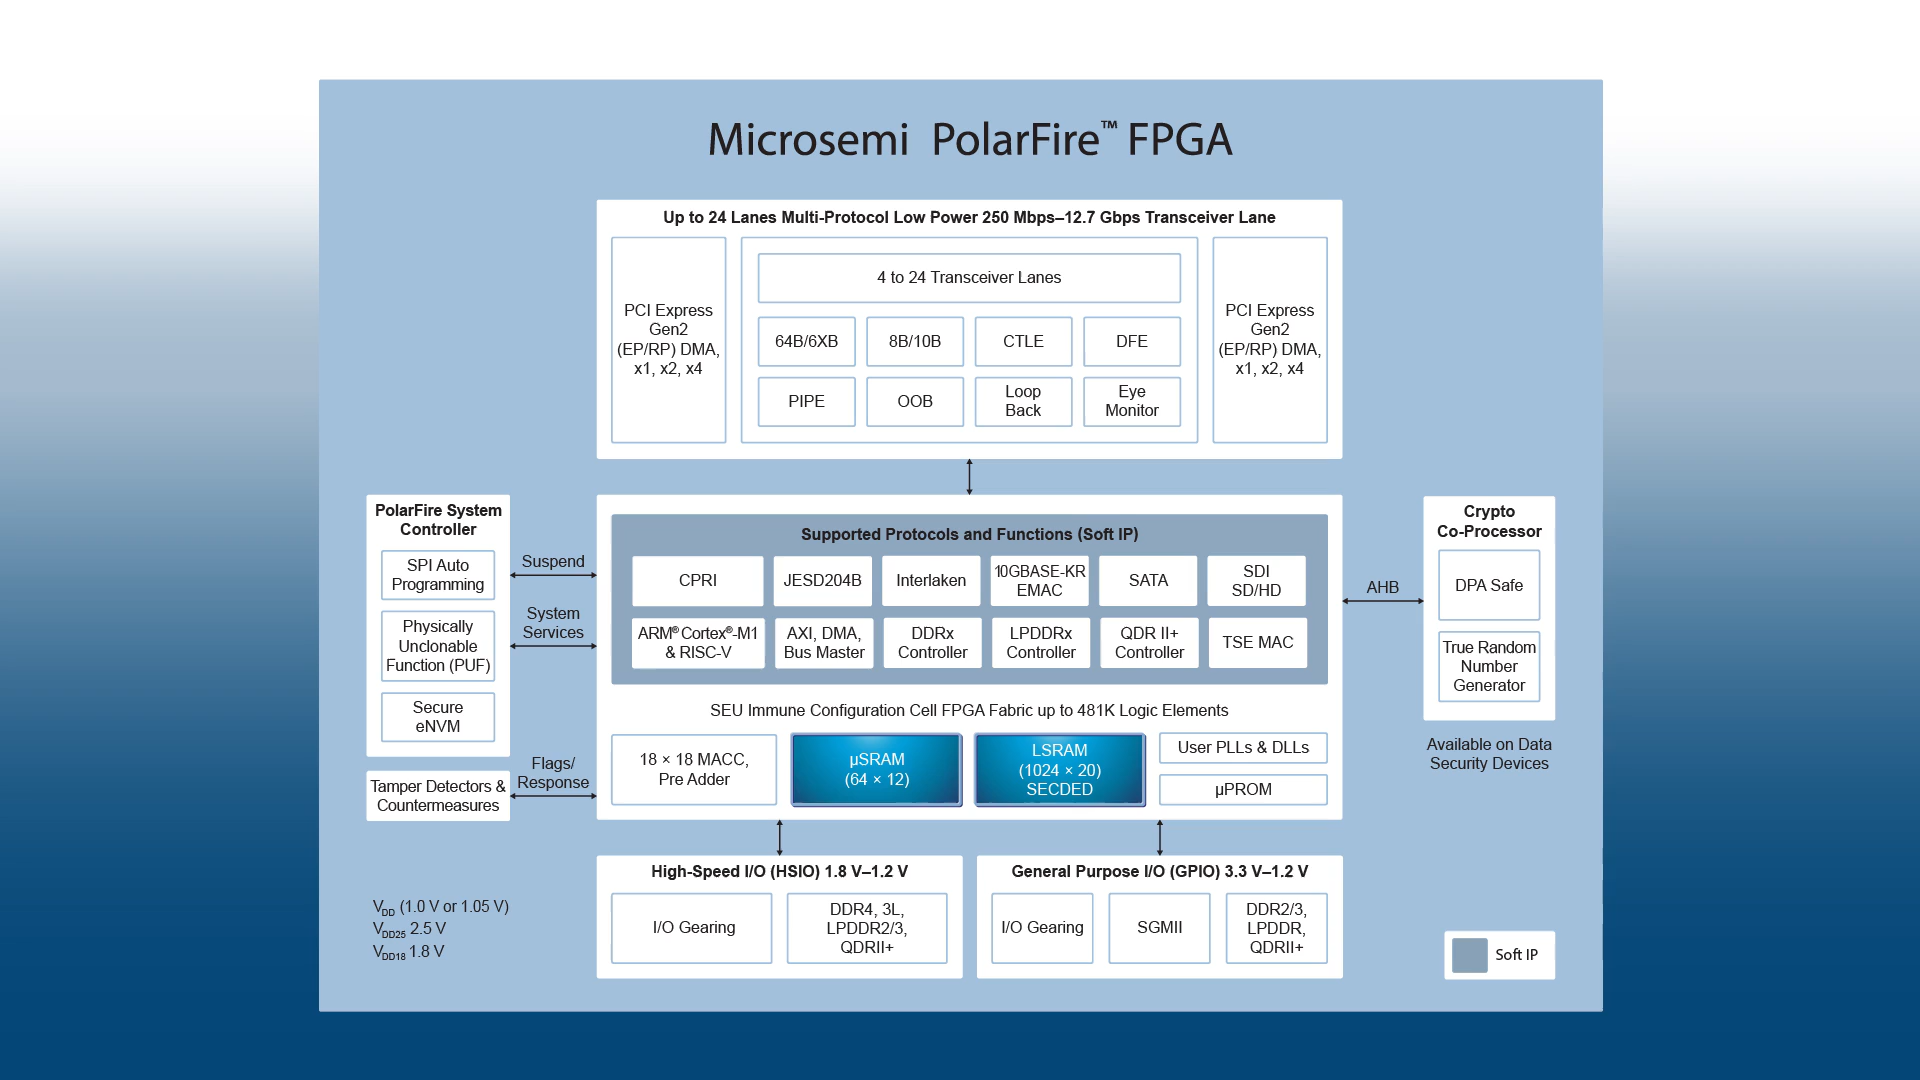 Microsemi PolarFire™ FPGA
Up to 24 Lanes Multi-Protocol Low Power 250 Mbps–12.7 Gbps Transceiver Lane
PCI Express
Gen2
(EP/RP) DMA,
x1, x2, x4
4 to 24 Transceiver Lanes
64B/6XB
8B/10B
CTLE
DFE
PIPE
OOB
Loop
Back
Eye
Monitor
PCI Express
Gen2
(EP/RP) DMA,
x1, x2, x4
PolarFire System
Controller
SPI Auto
Programming
Physically
Unclonable
Function (PUF)
Secure
eNVM
Tamper Detectors &
Countermeasures
Suspend
System
Services
Flags/
Response
Supported Protocols and Functions (Soft IP)
CPRI
JESD204B
Interlaken
10GBASE-KR
EMAC
SATA
SDI
SD/HD
ARM® Cortex®-M1
& RISC-V
AXI, DMA,
Bus Master
DDRx
Controller
LPDDRx
Controller
QDR II+
Controller
TSE MAC
SEU Immune Configuration Cell FPGA Fabric up to 481K Logic Elements
18 × 18 MACC,
Pre Adder
µSRAM
(64 × 12)
LSRAM
(1024 × 20)
SECDED
User PLLs & DLLs
µPROM
AHB
Crypto
Co-Processor
DPA Safe
True Random
Number
Generator
Available on Data
Security Devices
High-Speed I/O (HSIO) 1.8 V–1.2 V
I/O Gearing
DDR4, 3L,
LPDDR2/3,
QDRII+
General Purpose I/O (GPIO) 3.3 V–1.2 V
I/O Gearing
SGMII
DDR2/3,
LPDDR,
QDRII+
VDD (1.0 V or 1.05 V)
VDD25 2.5 V
VDD18 1.8 V
Soft IP